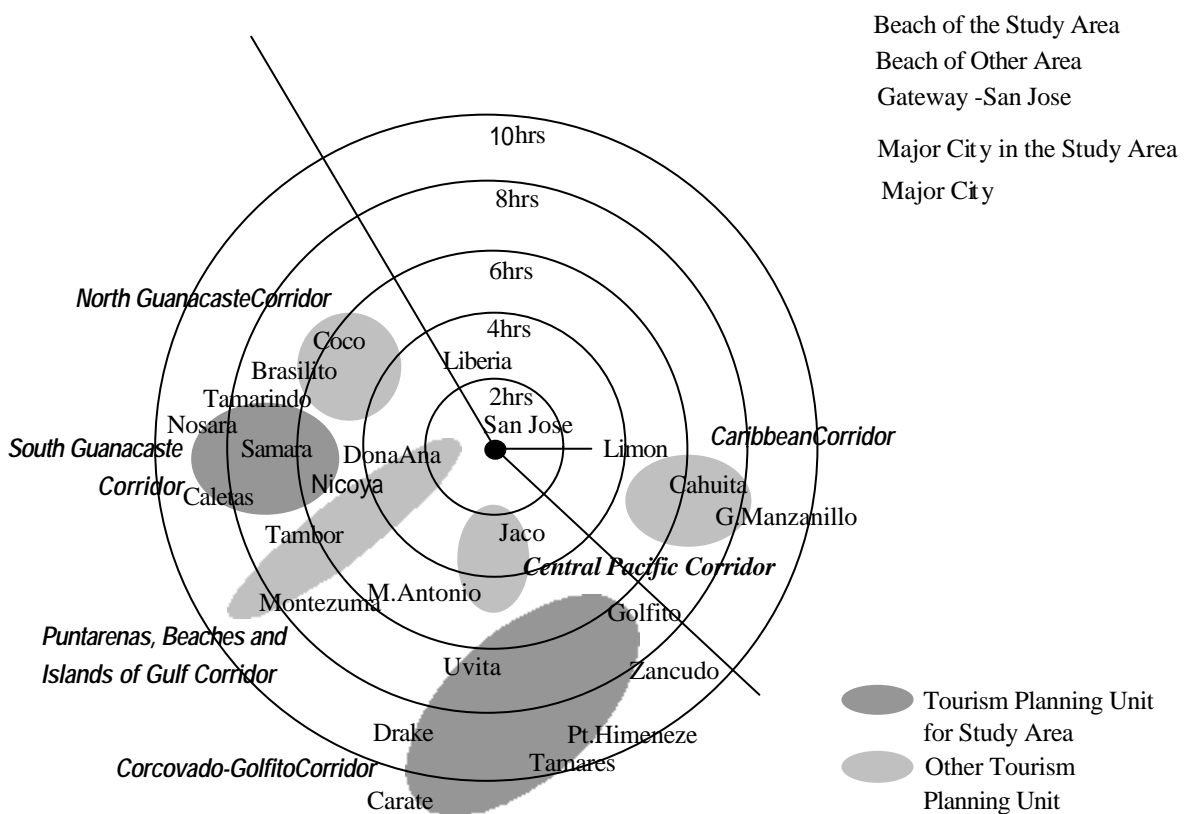 Beach of the Study Area
Beach of Other Area
Gateway -San Jose
Major City in the Study Area
Major City
10hrs
8hrs
6hrs
North GuanacasteCorridor
4hrs
Coco
Liberia
Brasilito
2hrs
Tamarindo
Nosara
San Jose
South Guanacaste
Corridor
Samara
DonaAna
Limon
CaribbeanCorridor
Nicoya
Caletas
Cahuita
G.Manzanillo
Tambor
Jaco
Central Pacific Corridor
Montezuma
M.Antonio
Golfito
Puntarenas, Beaches and
Islands of Gulf Corridor
Uvita
Zancudo
Drake
Pt.Himeneze
Tamares
Corcovado-GolfitoCorridor
Carate
Tourism Planning Unit
for Study Area
Other Tourism
Planning Unit